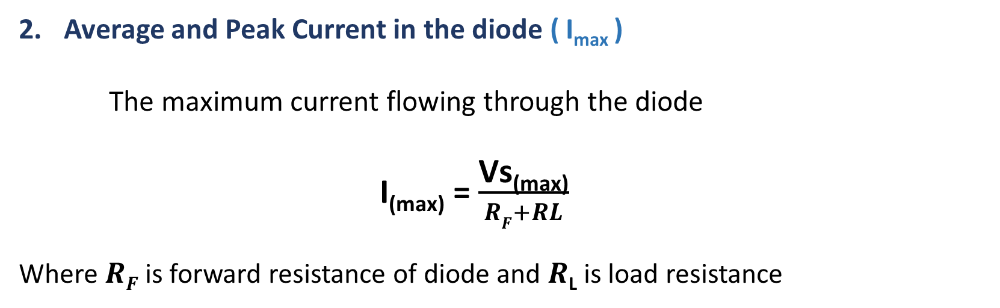 2. Average and Peak Current in the diode ( Imax )
The maximum current flowing through the diode
I(max) = Vs(max) / RF+RL
Where RF is forward resistance of diode and RL is load resistance